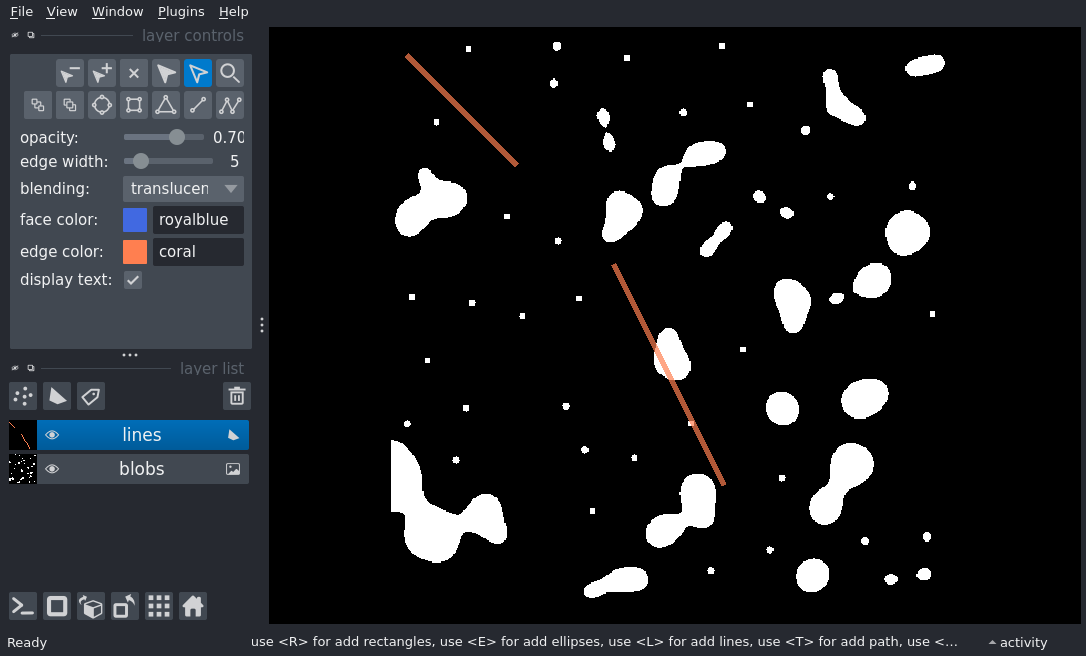 File View Window Plugins Help
layer controls
opacity: 0.70
edge width: 5
blending: translucen
face color: royalblue
edge color: coral
display text:
layer list
lines
blobs
Ready use <R> for add rectangles, use <E> for add ellipses, use <L> for add lines, use <T> for add path, use <... activity